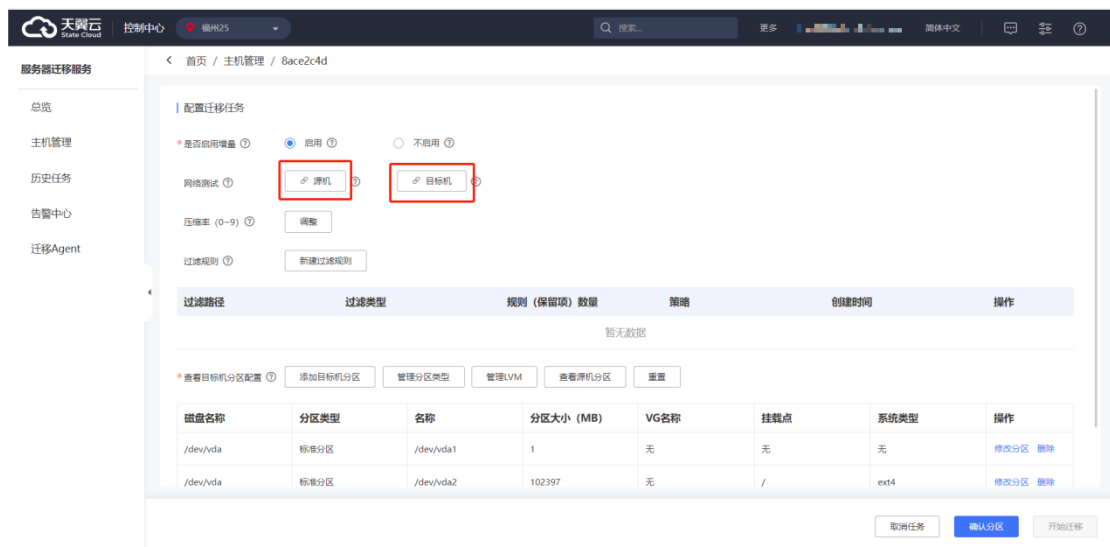 天翼云 State Cloud 控制中心 福州25 搜索... 更多 简体中文
服务器迁移服务
总览
主机管理
历史任务
告警中心
迁移Agent
首页 / 主机管理 / 8ace2c4d
配置迁移任务
*是否启用增量 启用 不启用
网络测试 源机 目标机
压缩率 (0~9) 调整
过滤规则 新建过滤规则
过滤路径 过滤类型 规则（保留项）数量 策略 创建时间 操作
暂无数据
*查看目标机分区配置 添加目标机分区 管理分区类型 管理LVM 查看源机分区 重置
磁盘名称 分区类型 名称 分区大小（MB） VG名称 挂载点 系统类型 操作
/dev/vda 标准分区 /dev/vda1 1 无 无 无 修改分区 删除
/dev/vda 标准分区 /dev/vda2 102397 无 / ext4 修改分区 删除
取消任务 确认分区 开始迁移